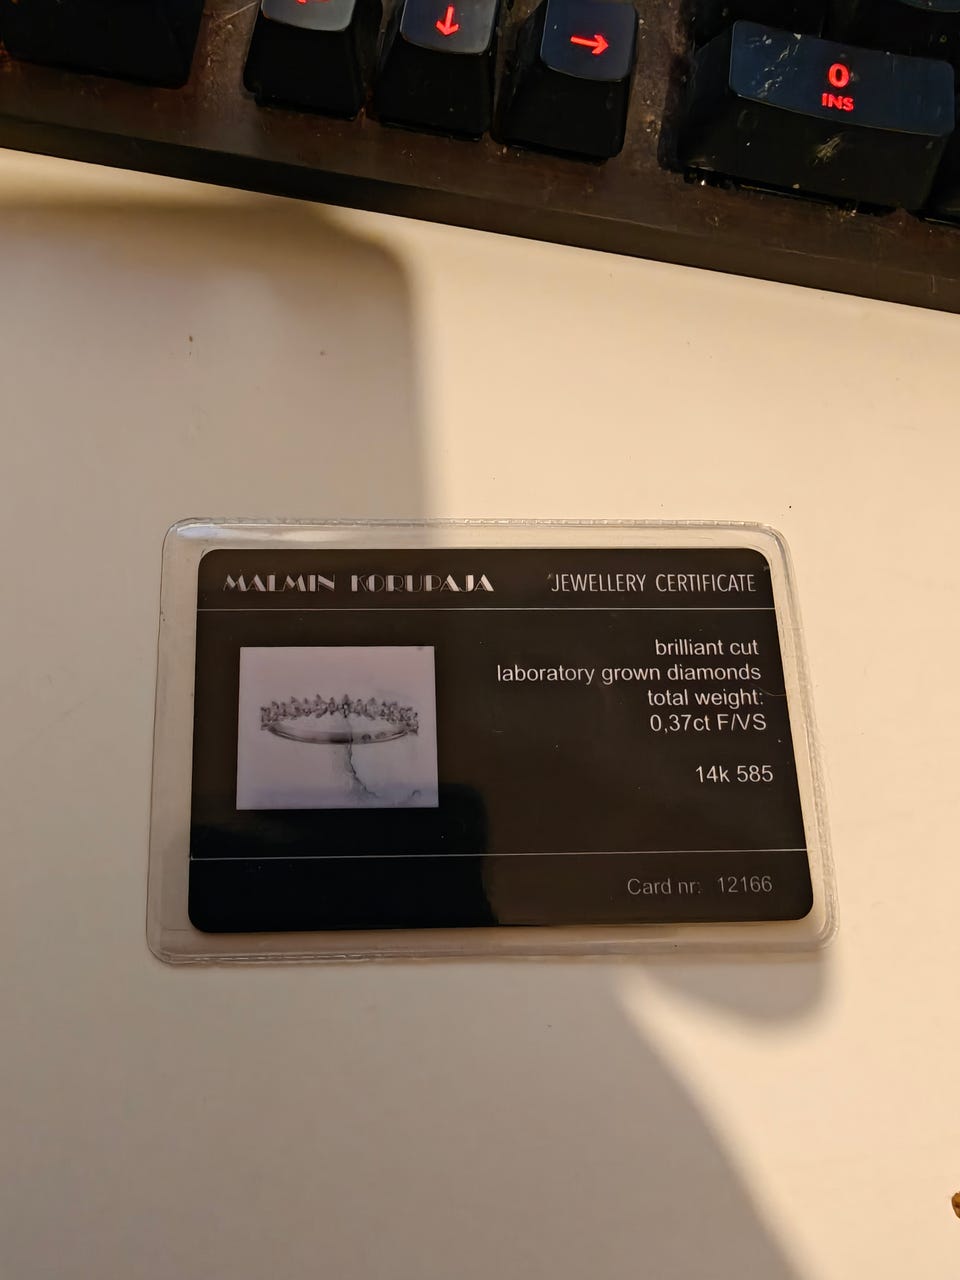 ↓
→
0
INS
MALMIN KORUPAJA
JEWELLERY CERTIFICATE
brilliant cut
laboratory grown diamonds
total weight:
0,37ct F/VS
14k 585
Card nr: 12166